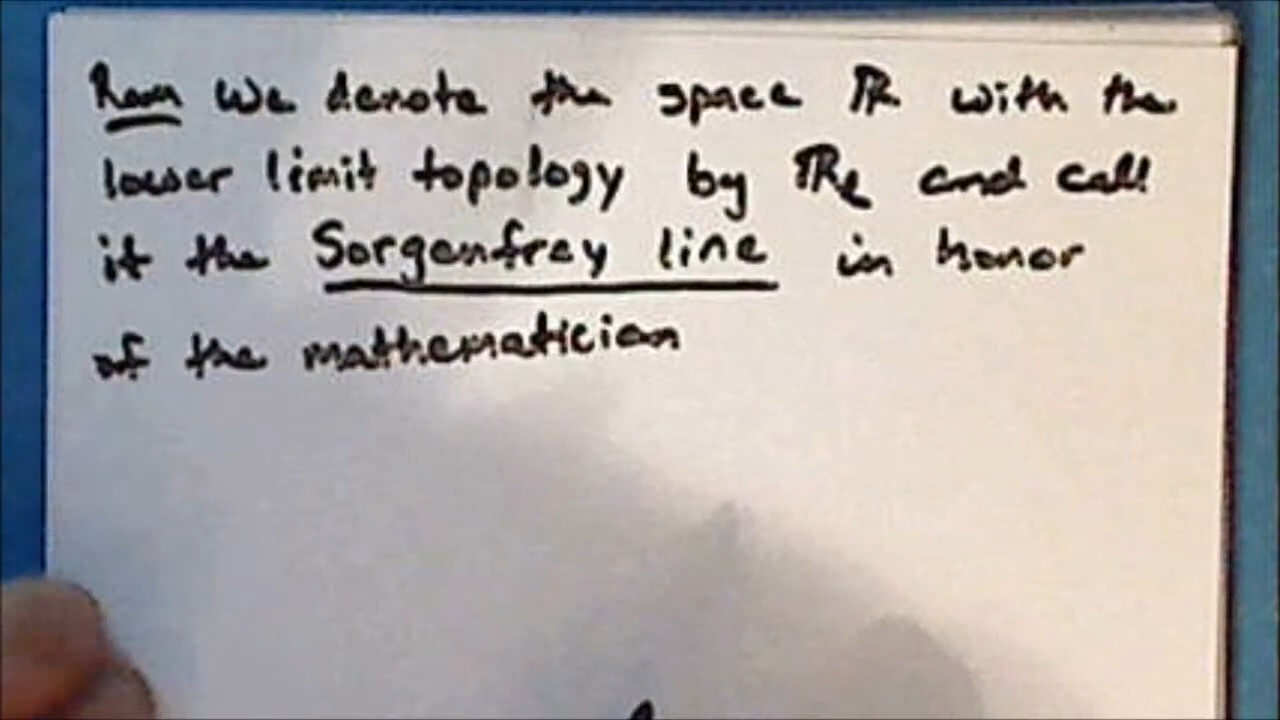 Rem We denote the space ℝ with the
lower limit topology by ℝℓ and call
it the Sorgenfrey line in honor
of the mathematician